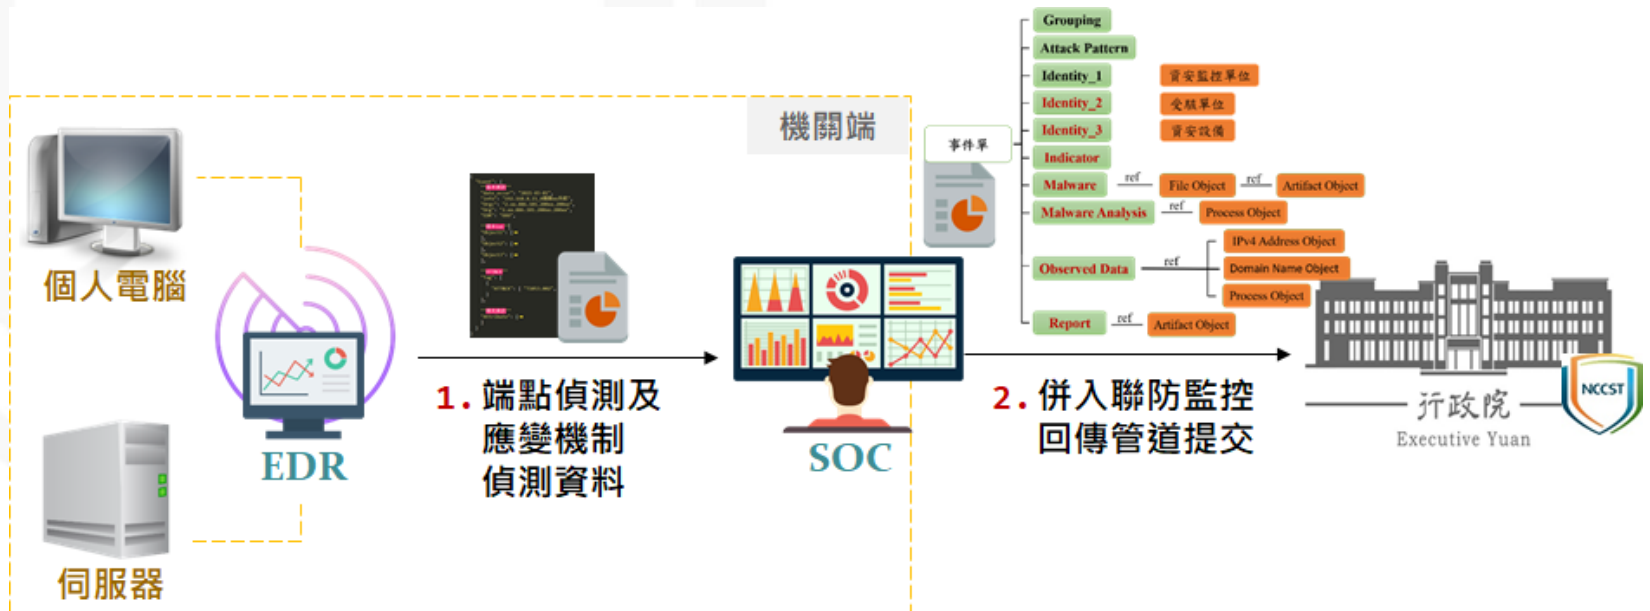 Grouping
Attack Pattern
Identity_1 資安監控單位
Identity_2 受駭單位
Identity_3 資安設備
事件單
Indicator
Malware ref File Object ref Artifact Object
Malware Analysis ref Process Object
IPv4 Address Object
Observed Data ref Domain Name Object
Process Object
Report ref Artifact Object
機關端
個人電腦
伺服器
EDR
1. 端點偵測及
應變機制
偵測資料
SOC
2. 併入聯防監控
回傳管道提交
行政院
Executive Yuan
NCCST